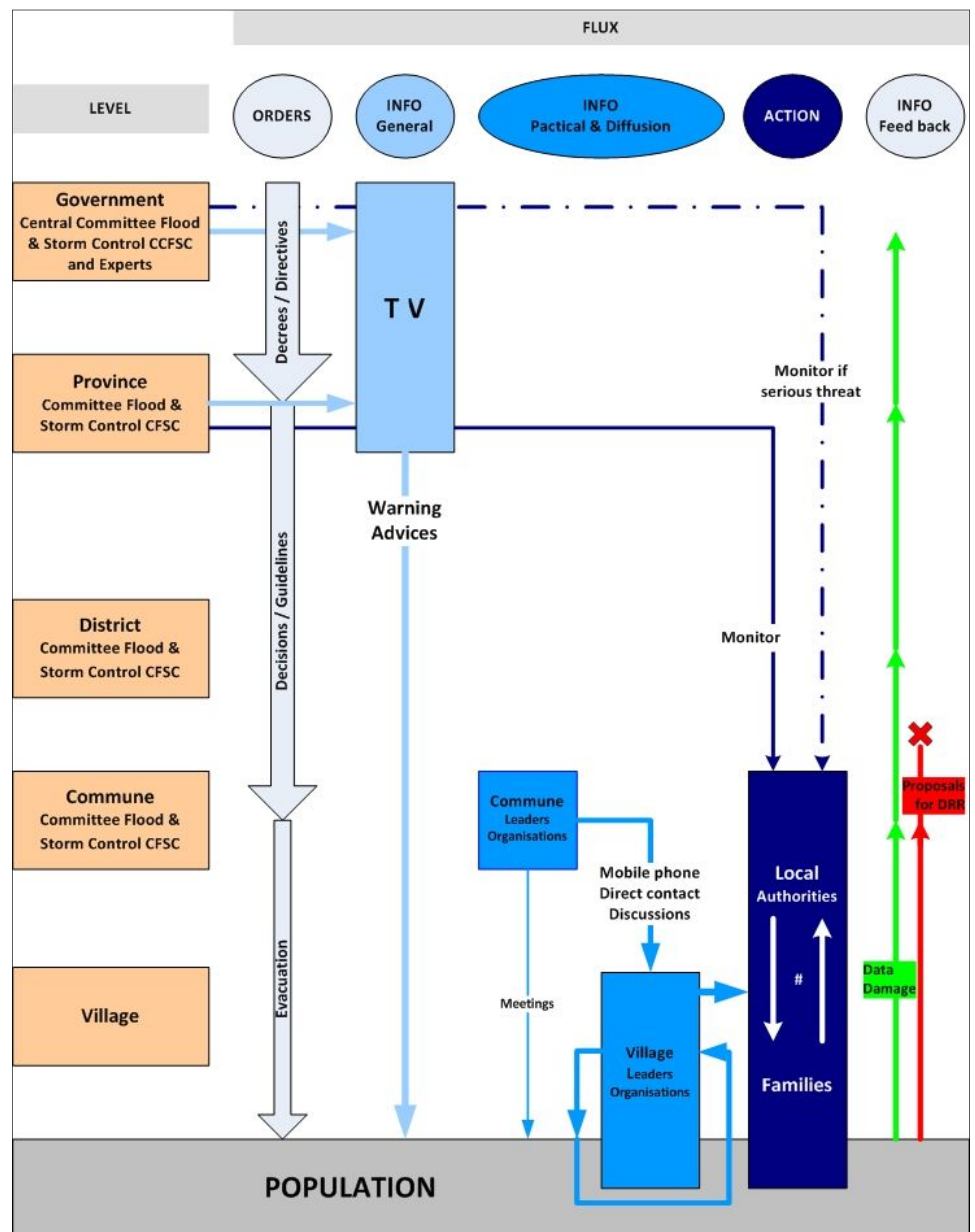 FLUX
LEVEL
ORDERS
INFO
General
INFO
Pactical & Diffusion
ACTION
INFO
Feed back
Government
Central Committee Flood
& Storm Control CCFSC
and Experts
Decrees / Directives
T V
Province
Committee Flood &
Storm Control CFSC
Monitor if
serious threat
Warning
Advices
Decisions / Guidelines
District
Committee Flood &
Storm Control CFSC
Monitor
Commune
Committee Flood &
Storm Control CFSC
Commune
Leaders
Organisations
Proposals
for DRR
Mobile phone
Direct contact
Discussions
Local
Authorities
#
Families
Evacuation
Village
Meetings
Village
Leaders
Organisations
Data
Damage
POPULATION